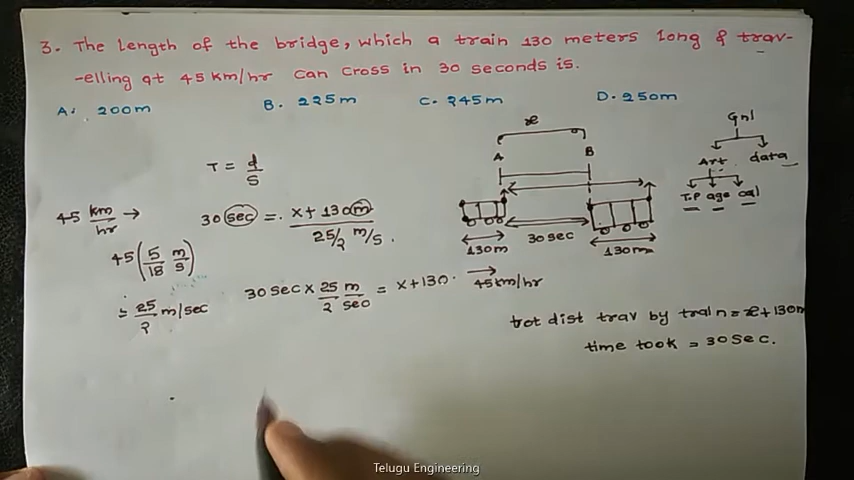 3. The Length of the bridge, which a train 130 meters long & trav-
-elling at 45 km/hr can cross in 30 seconds is.
A. 200m B. 225m C. 245m D. 250m
x
A B
130m 30sec 130m
45km/hr
Gnl
Art. data
T.P age cal
T = d/s
45 km/hr →
45(5/18 m/s)
= 25/2 m/sec
30 sec = x + 130m / 25/2 m/s.
30 sec × 25/2 m/sec = x+130.
tot dist trav by train = x+130m
time took = 30 sec.
Telugu Engineering